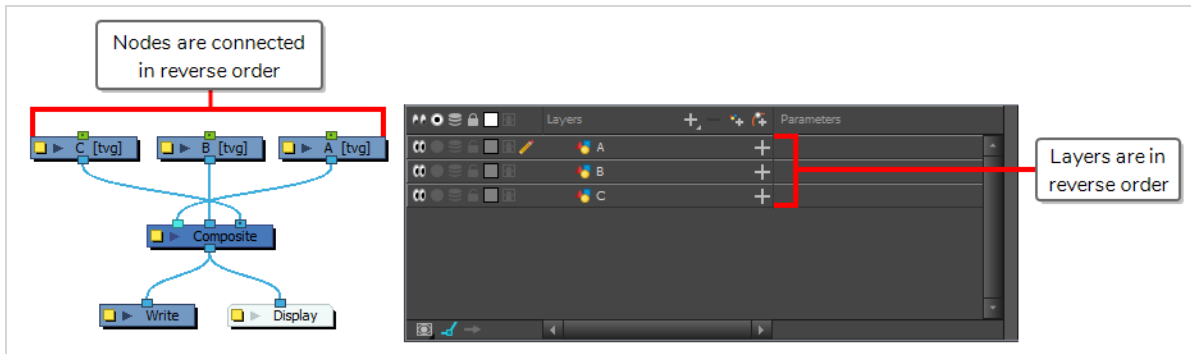 Nodes are connected
in reverse order
C [tvg]
B [tvg]
A [tvg]
Composite
Write
Display
Layers
Parameters
A
B
C
Layers are in
reverse order